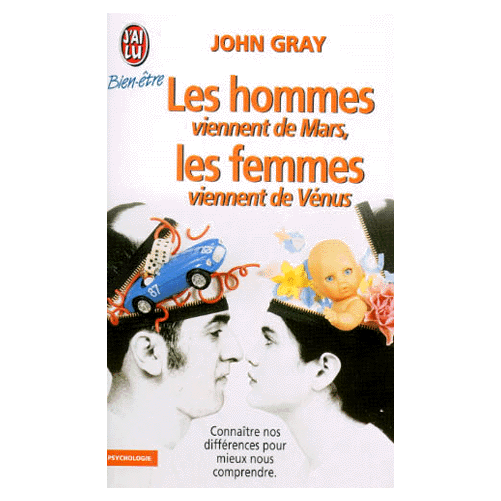 J'AI
LU
Bien-être
JOHN GRAY
Les hommes
viennent de Mars,
les femmes
viennent de Vénus
87
Connaître nos
différences pour
mieux nous
comprendre.
PSYCHOLOGIE